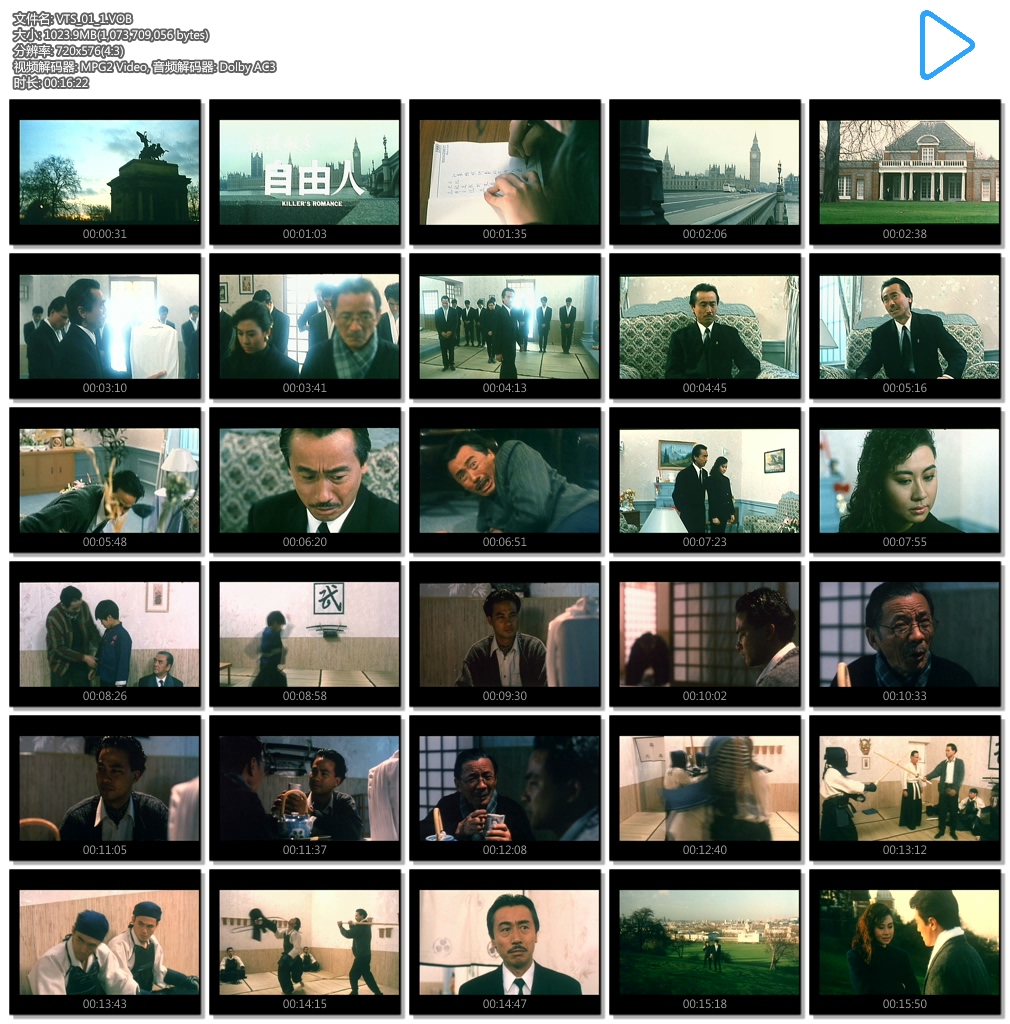 文件名: VTS_01_1.VOB
大小: 1023.9MB(1,073,709,056 bytes)
分辨率: 720x576(4:3)
视频解码器: MPG2 Video, 音频解码器: Dolby AC3
时长: 00:16:22
自由人
KILLER'S ROMANCE
00:00:31 00:01:03 00:01:35 00:02:06 00:02:38
00:03:10 00:03:41 00:04:13 00:04:45 00:05:16
00:05:48 00:06:20 00:06:51 00:07:23 00:07:55
武
00:08:26 00:08:58 00:09:30 00:10:02 00:10:33
00:11:05 00:11:37 00:12:08 00:12:40 00:13:12
00:13:43 00:14:15 00:14:47 00:15:18 00:15:50